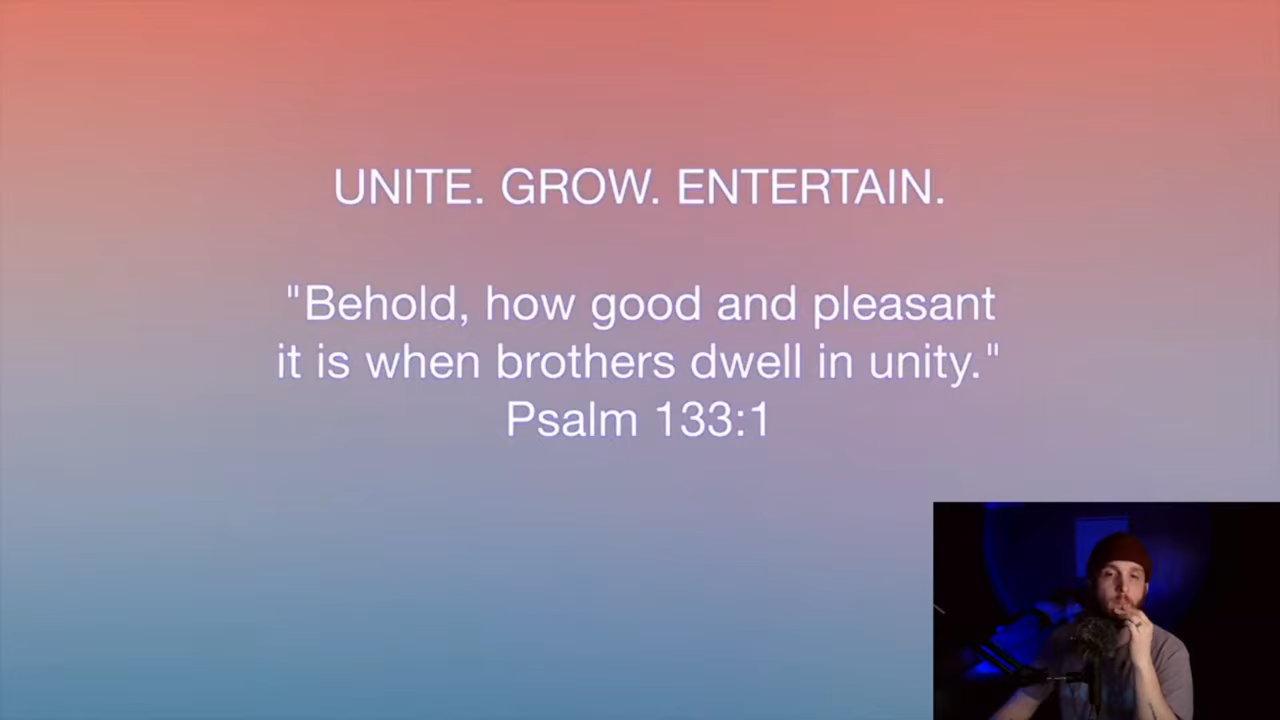 UNITE. GROW. ENTERTAIN.
"Behold, how good and pleasant
it is when brothers dwell in unity."
Psalm 133:1